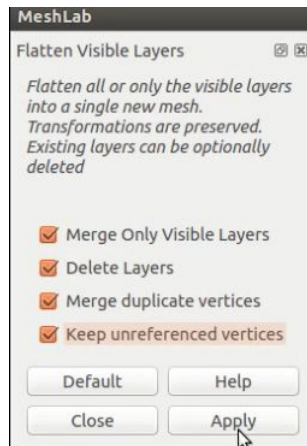 MeshLab
Flatten Visible Layers
Flatten all or only the visible layers
into a single new mesh.
Transformations are preserved.
Existing layers can be optionally
deleted
Merge Only Visible Layers
Delete Layers
Merge duplicate vertices
Keep unreferenced vertices
Default Help
Close Apply